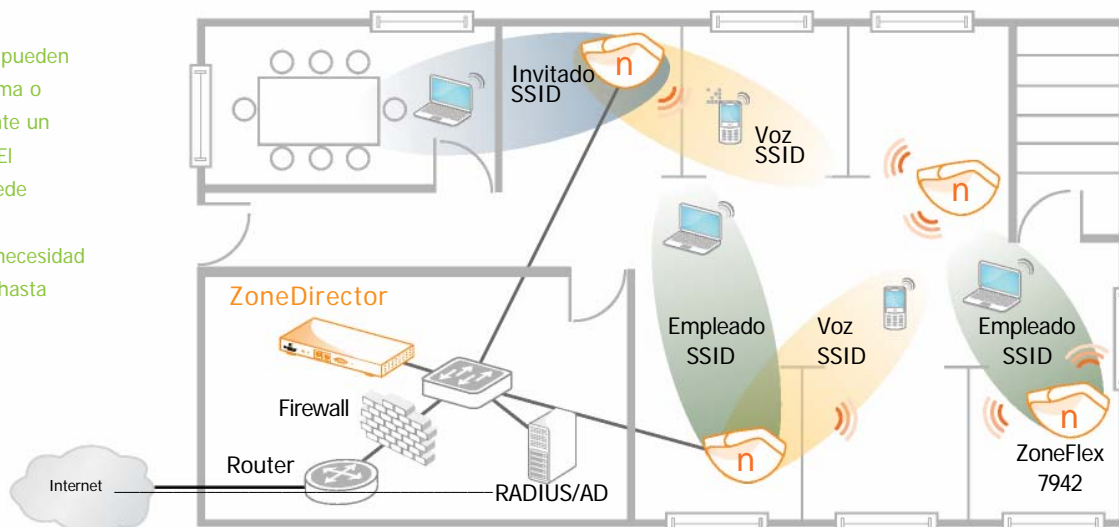 pueden
ma o
te un
El
ede
necesidad
hasta
Invitado
SSID
n
Voz
SSID
n
ZoneDirector
Empleado
SSID
Voz
SSID
Empleado
SSID
Firewall
n
n
Router
ZoneFlex
7942
Internet
RADIUS/AD